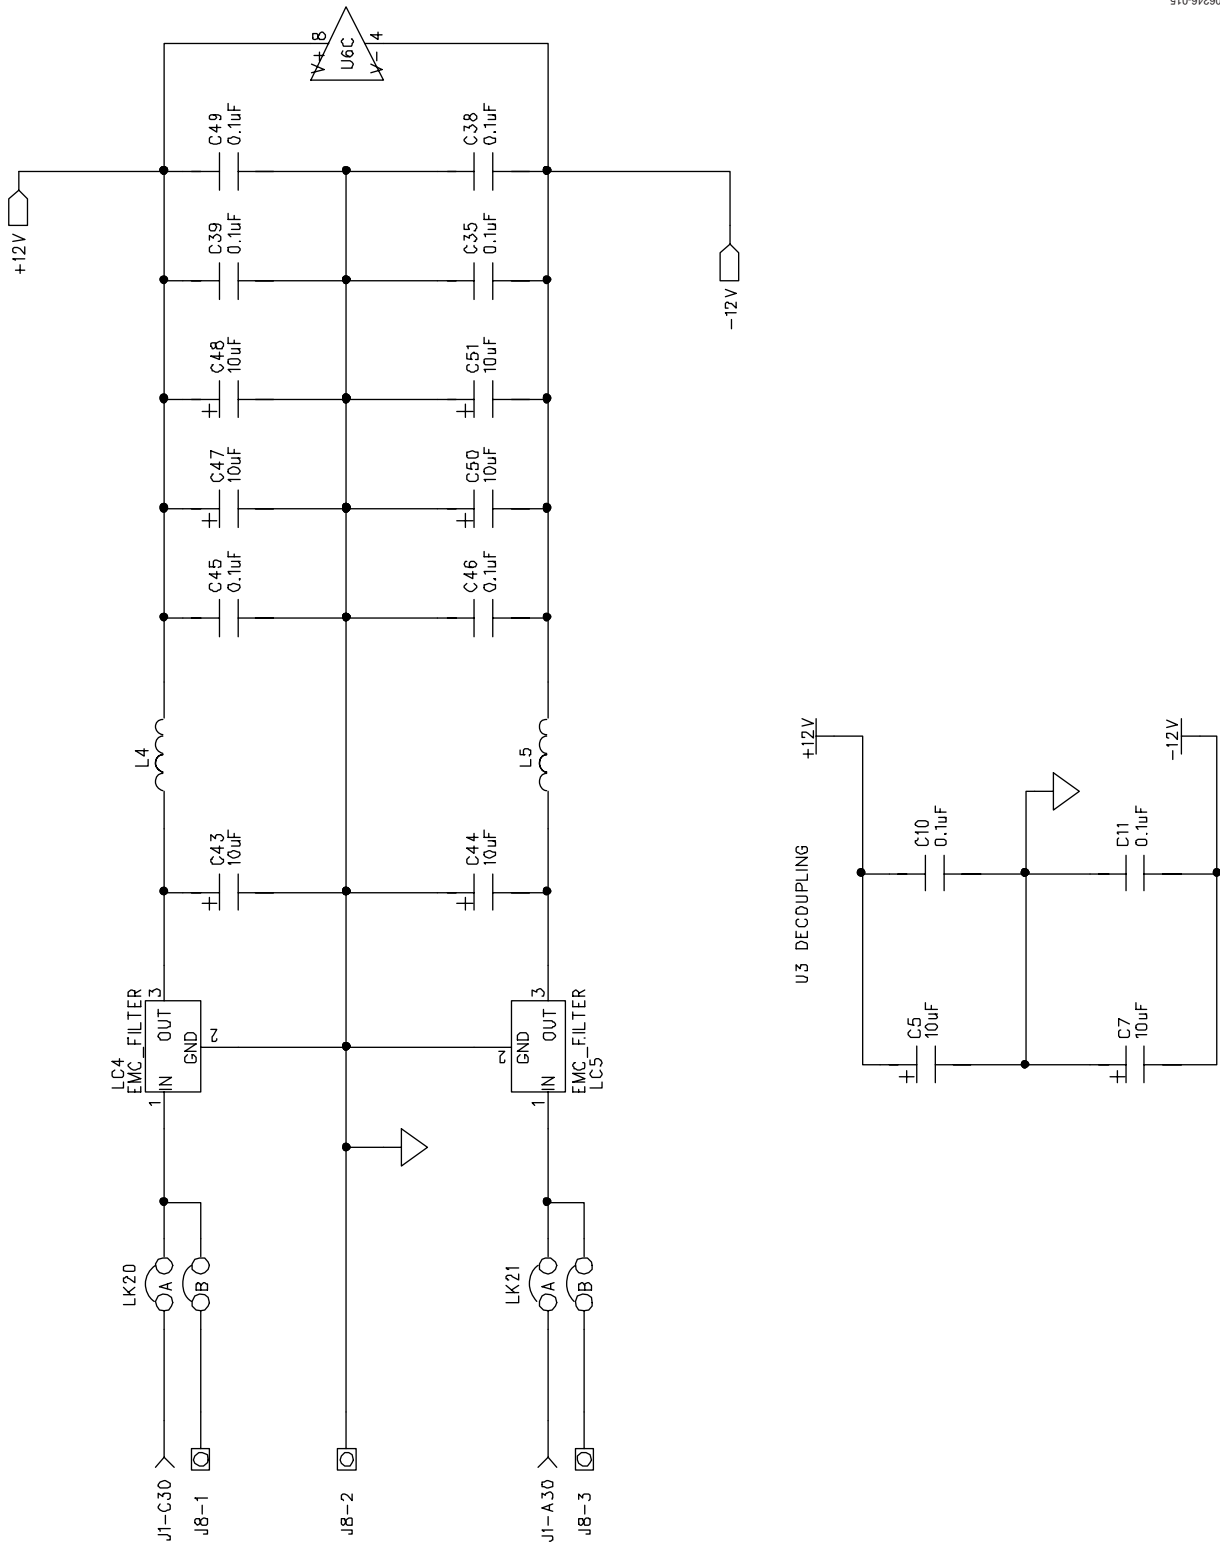 J1-C30
J8-1
J8-2
J1-A30
J8-3
LK20
A
B
LK21
A
B
LC4
EMC_FILTER
1
IN
OUT
3
GND
2
1
IN
OUT
3
GND
2
EMC_FILTER
LC5
C43
10uF
C44
10uF
L4
L5
C45
0.1uF
C46
0.1uF
C47
10uF
C50
10uF
C48
10uF
C51
10uF
C39
0.1uF
C35
0.1uF
C49
0.1uF
C38
0.1uF
+12V
-12V
V+
8
U6C
V-
4
U3 DECOUPLING
+12V
-12V
C5
10uF
C10
0.1uF
C7
10uF
C11
0.1uF